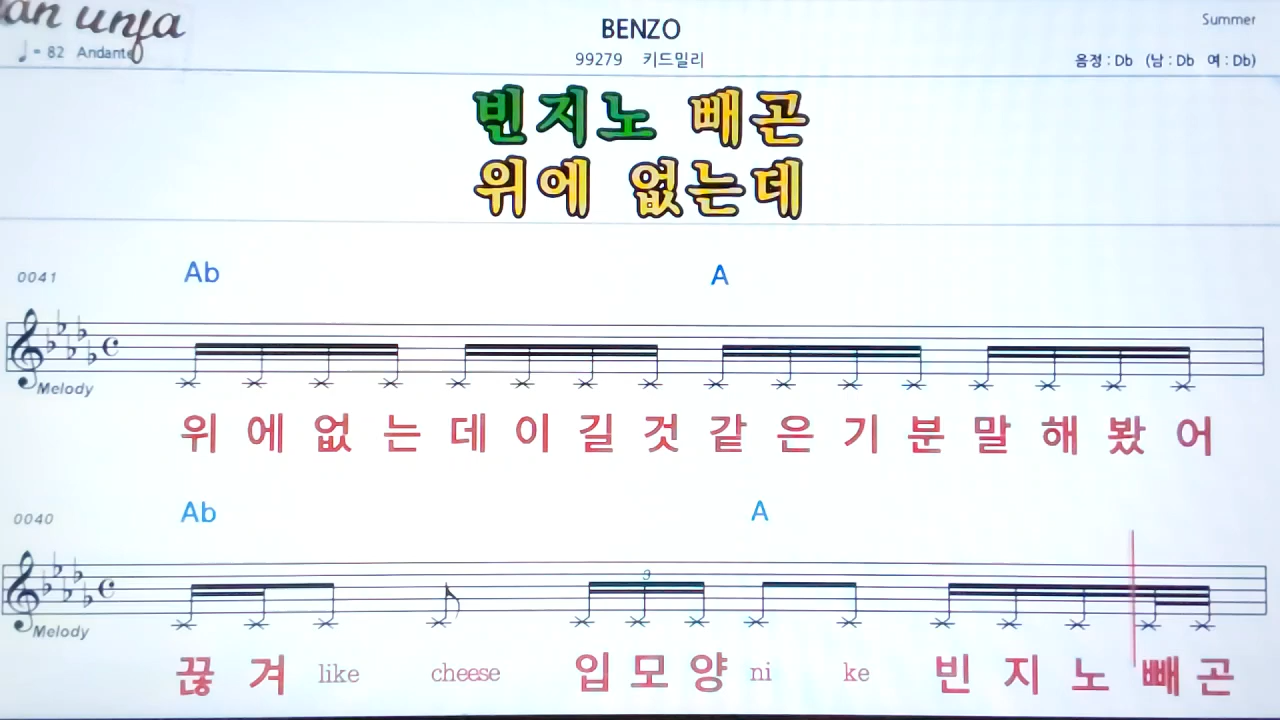 BENZO
Summer
♩= 82 Andante
99279 키드밀리
음정 : Db (남 : Db 여 : Db)
빈지노 빼곤
위에 없는데
0041
Ab A
Melody
위 에 없 는 데 이 길 것 같 은 기 분 말 해 봤 어
0040
Ab A
3
Melody
끊 겨 like cheese 입 모 양 ni ke 빈 지 노 빼 곤